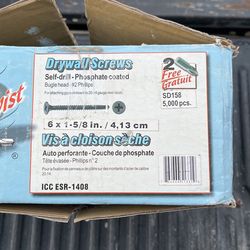 Drywall Screws
Self-drill - Phosphate coated
Bugle head - #2 Phillips
2
Free
Gratuit
SD158
5,000 pcs.
6 x 1-5/8 in. / 4,13 cm
Vis à cloison sèche
Auto perforante - Couche de phosphate
Tête évasée - Phillips n° 2
ICC ESR-1408
ist